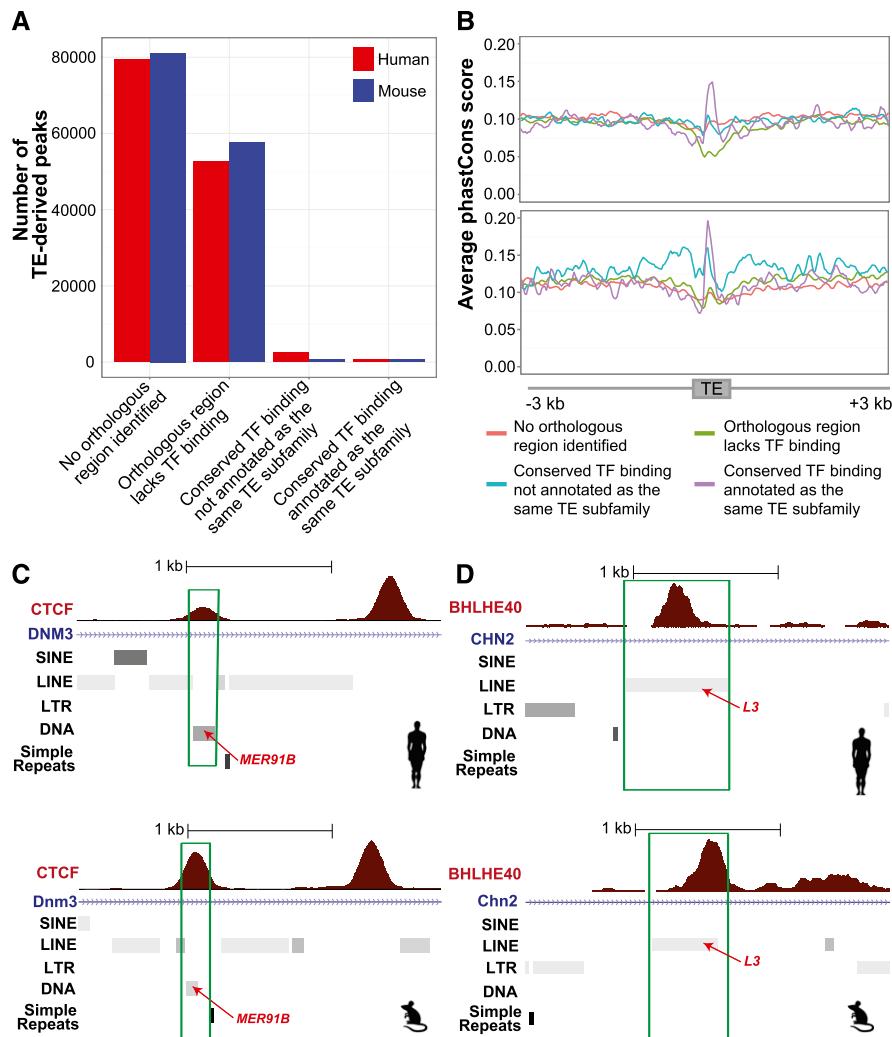 A
Number of
TE-derived peaks
80000
60000
40000
20000
0
Human
Mouse
No orthologous
region identified
Orthologous region
lacks TF binding
Conserved TF binding
not annotated as the
same TE subfamily
Conserved TF binding
annotated as the
same TE subfamily
B
Average phastCons score
0.20
0.15
0.10
0.05
0.00
0.20
0.15
0.10
0.05
0.00
TE
-3 kb
+3 kb
No orthologous
region identified
Orthologous region
lacks TF binding
Conserved TF binding
not annotated as the
same TE subfamily
Conserved TF binding
annotated as the
same TE subfamily
C
1 kb
CTCF
DNM3
SINE
LINE
LTR
DNA
MER91B
Simple
Repeats
1 kb
CTCF
Dnm3
SINE
LINE
LTR
DNA
MER91B
Simple
Repeats
D
1 kb
BHLHE40
CHN2
SINE
LINE
L3
LTR
DNA
Simple
Repeats
1 kb
BHLHE40
Chn2
SINE
LINE
L3
LTR
DNA
Simple
Repeats